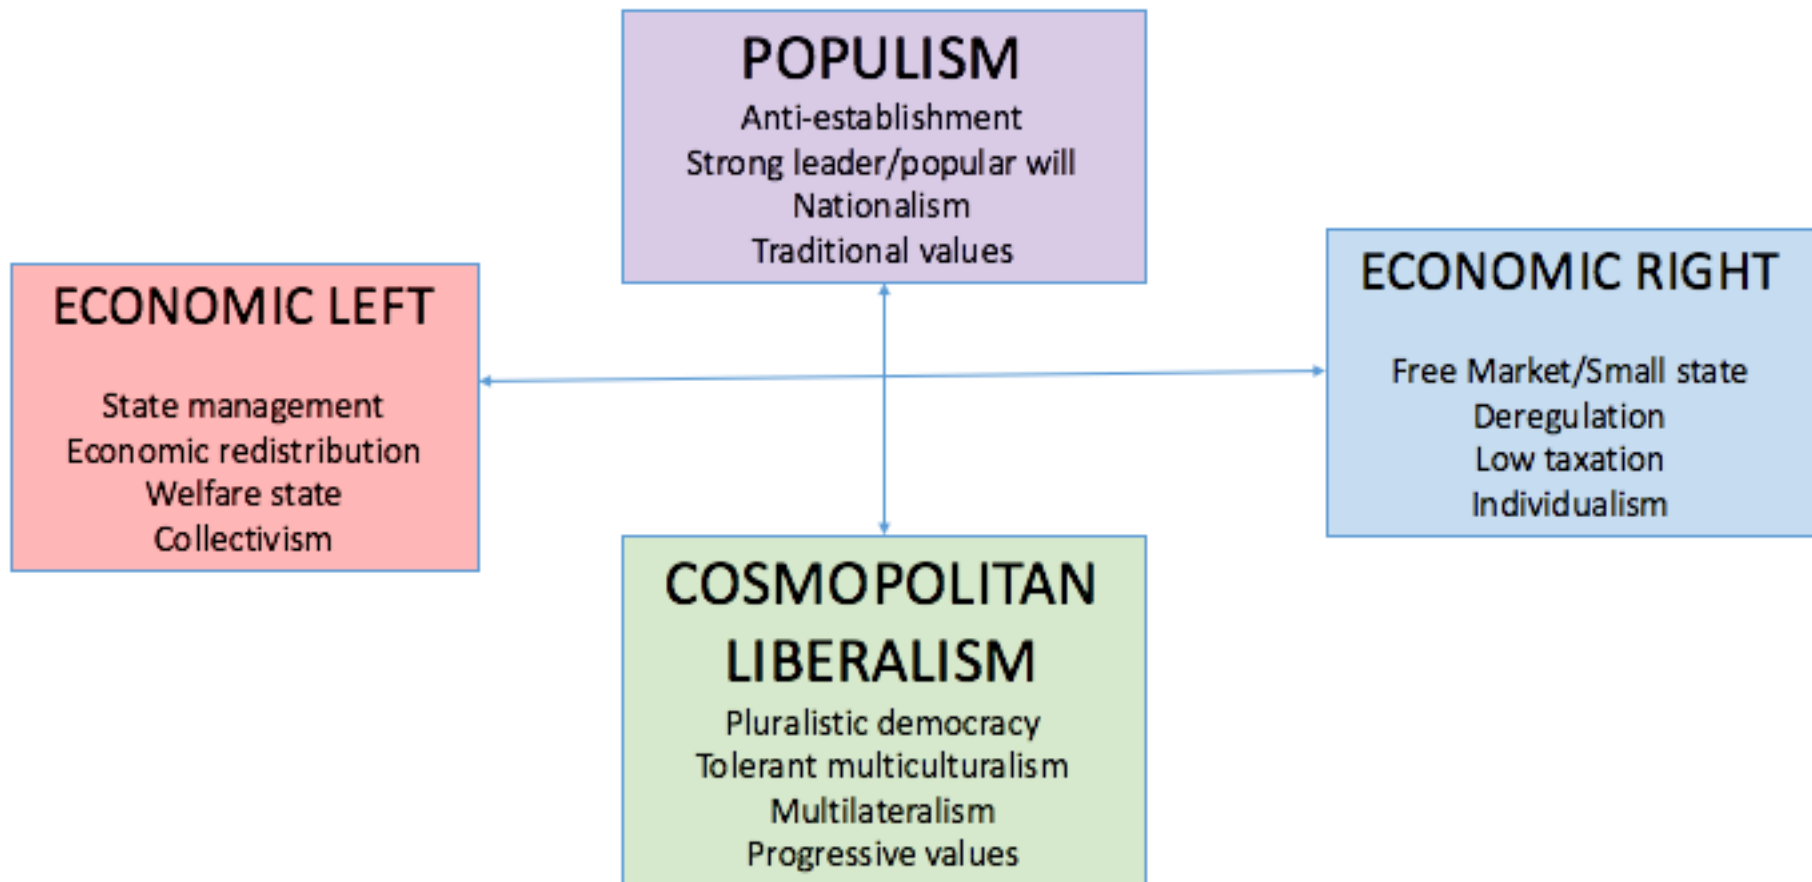 POPULISM
Anti-establishment
Strong leader/popular will
Nationalism
Traditional values
ECONOMIC LEFT
State management
Economic redistribution
Welfare state
Collectivism
ECONOMIC RIGHT
Free Market/Small state
Deregulation
Low taxation
Individualism
COSMOPOLITAN
LIBERALISM
Pluralistic democracy
Tolerant multiculturalism
Multilateralism
Progressive values